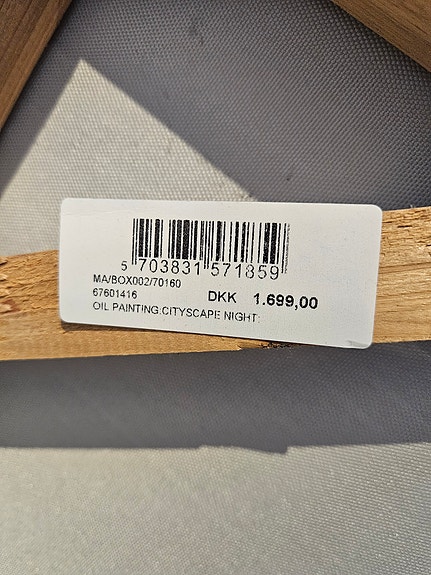 5 703831 571859
MA/BOX002/70160
67601416 DKK 1.699,00
OIL PAINTING:CITYSCAPE NIGHT: